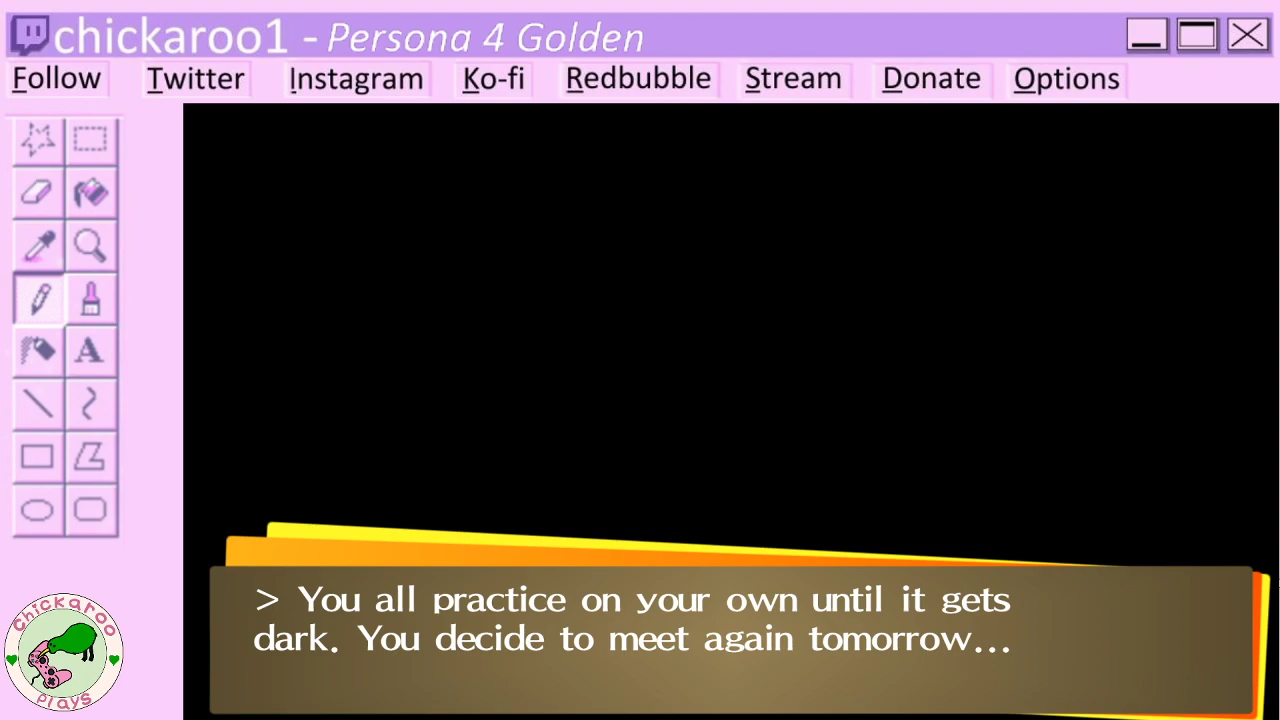 chickaroo1 - Persona 4 Golden
Follow Twitter Instagram Ko-fi Redbubble Stream Donate Options
A
> You all practice on your own until it gets
dark. You decide to meet again tomorrow...
Chickaroo
plays